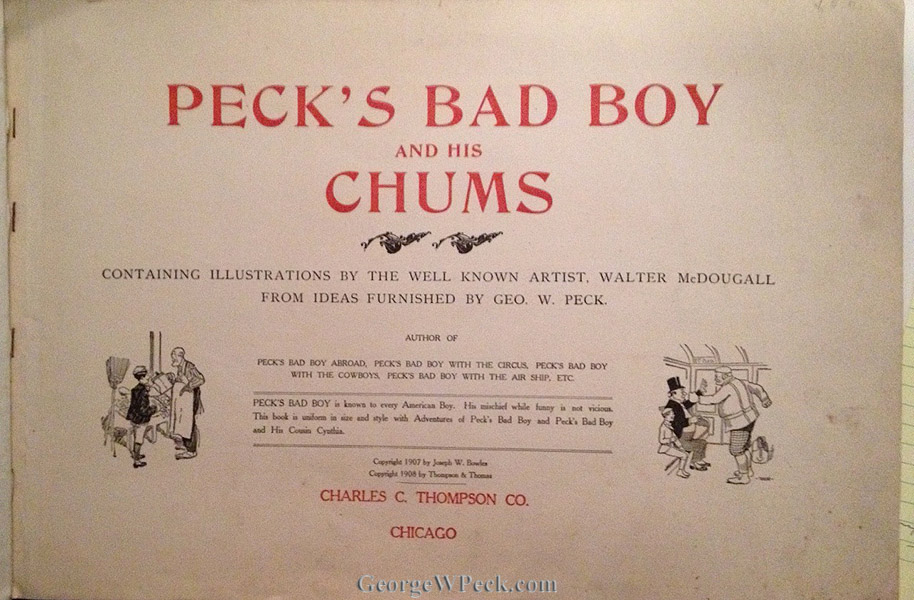 PECK'S BAD BOY
AND HIS
CHUMS
CONTAINING ILLUSTRATIONS BY THE WELL KNOWN ARTIST, WALTER McDOUGALL
FROM IDEAS FURNISHED BY GEO. W. PECK.
AUTHOR OF
PECK'S BAD BOY ABROAD, PECK'S BAD BOY WITH THE CIRCUS, PECK'S BAD BOY
WITH THE COWBOYS, PECK'S BAD BOY WITH THE AIR SHIP, ETC.
PECK'S BAD BOY is known to every American Boy. His mischief while funny is not vicious.
This book is uniform in size and style with Adventures of Peck's Bad Boy and Peck's Bad Boy
and His Cousin Cynthia.
Copyright 1907 by Joseph W. Bowles
Copyright 1908 by Thompson & Thomas
CHARLES C. THOMPSON CO.
CHICAGO
GeorgeWPeck.com